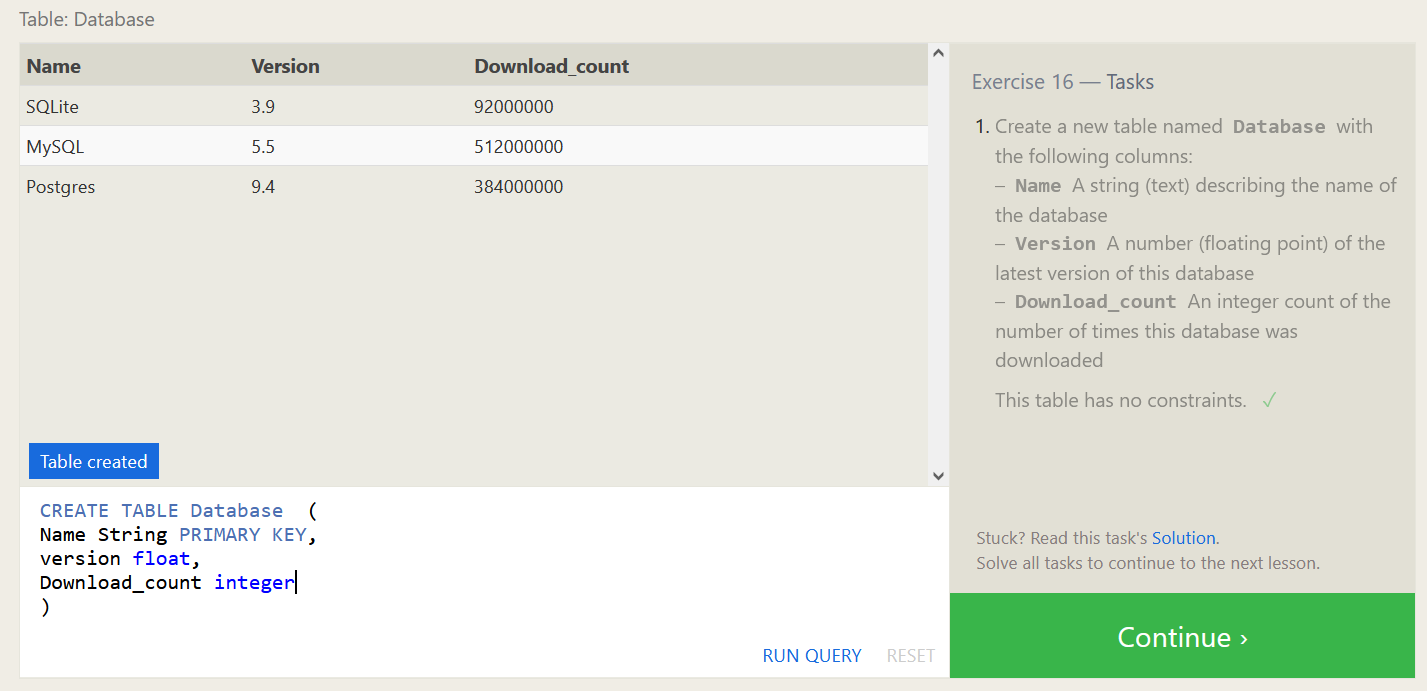 Table: Database
Name Version Download_count
SQLite 3.9 92000000
MySQL 5.5 512000000
Postgres 9.4 384000000
Table created
CREATE TABLE Database  (
Name String PRIMARY KEY,
version float,
Download_count integer
)
RUN QUERY RESET
Exercise 16 — Tasks
1. Create a new table named Database with
the following columns:
– Name A string (text) describing the name of
the database
– Version A number (floating point) of the
latest version of this database
– Download_count An integer count of the
number of times this database was
downloaded
This table has no constraints. ✓
Stuck? Read this task's Solution.
Solve all tasks to continue to the next lesson.
Continue ›